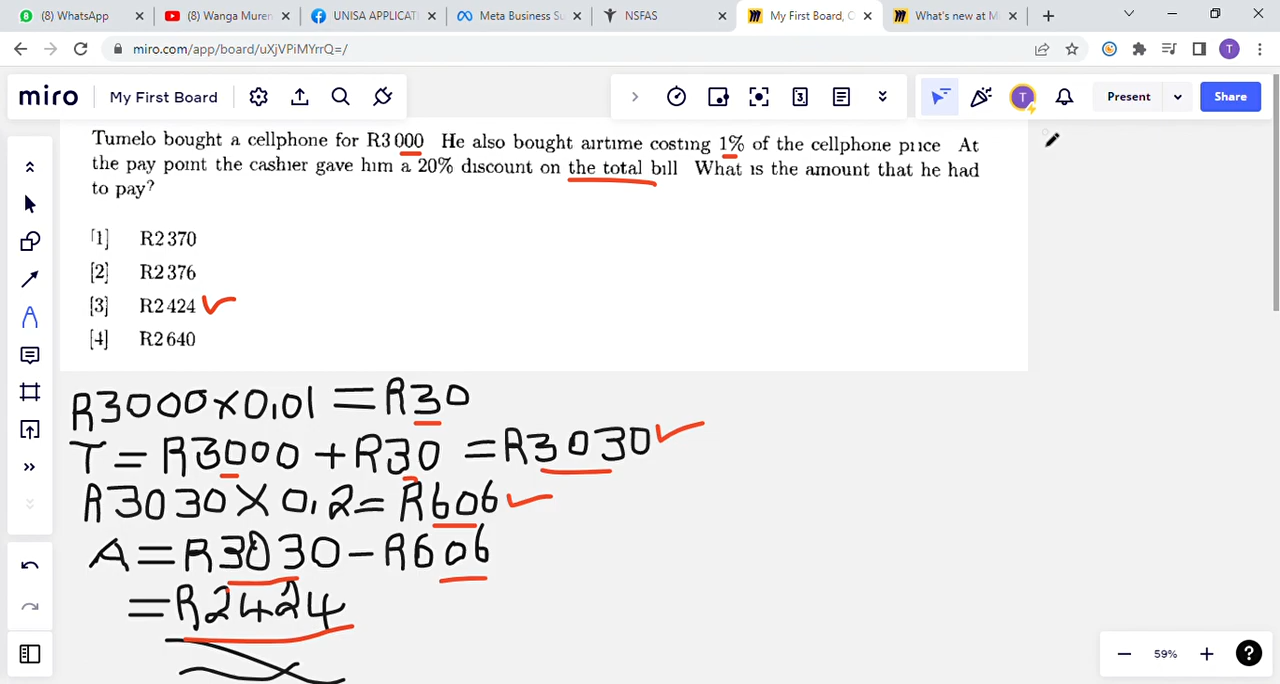 (8) WhatsApp
(8) Wanga Muren
UNISA APPLICATI
Meta Business Su
NSFAS
My First Board, O
What's new at Mi
miro.com/app/board/uXjVPiMYrrQ=/
T
miro
My First Board
3
T
Present
Share
Tumelo bought a cellphone for R3 000 He also bought airtime costing 1% of the cellphone price At
the pay point the cashier gave him a 20% discount on the total bill What is the amount that he had
to pay?
[1] R2 370
[2] R2 376
[3] R2 424
[4] R2 640
R3000×0,01 = R30
T = R3000 + R30 = R3030
R3030 × 0,2 = R606
A = R3030 - R606
= R2424
59%